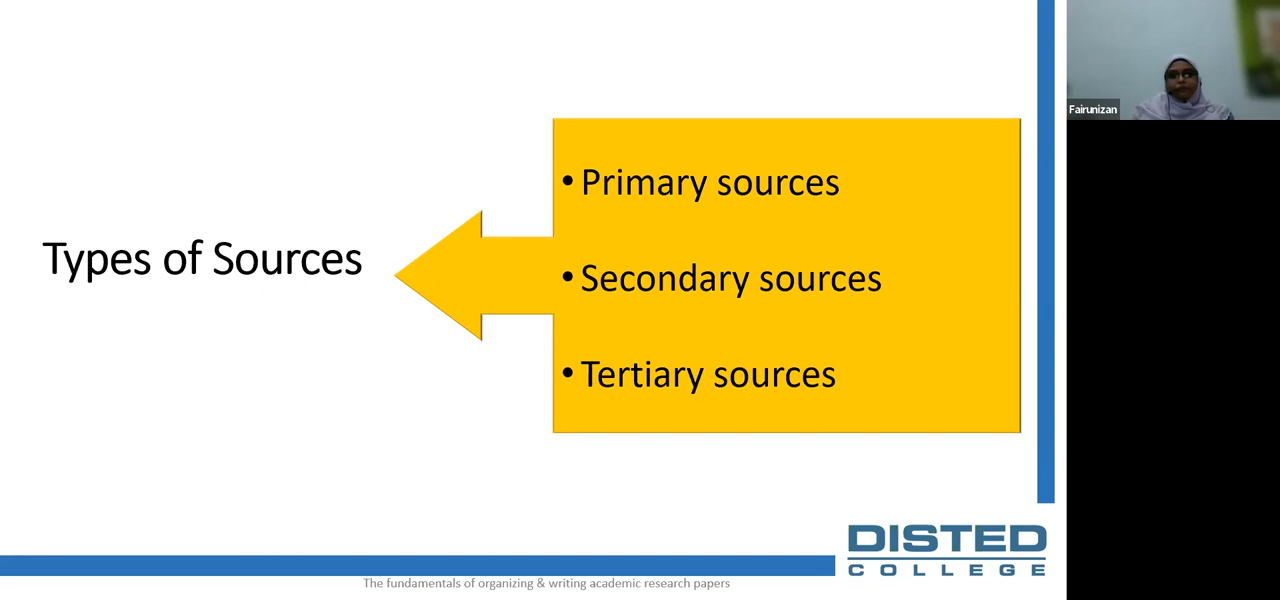 Types of Sources
• Primary sources
• Secondary sources
• Tertiary sources
DISTED
COLLEGE
The fundamentals of organizing & writing academic research papers
Fairunizan